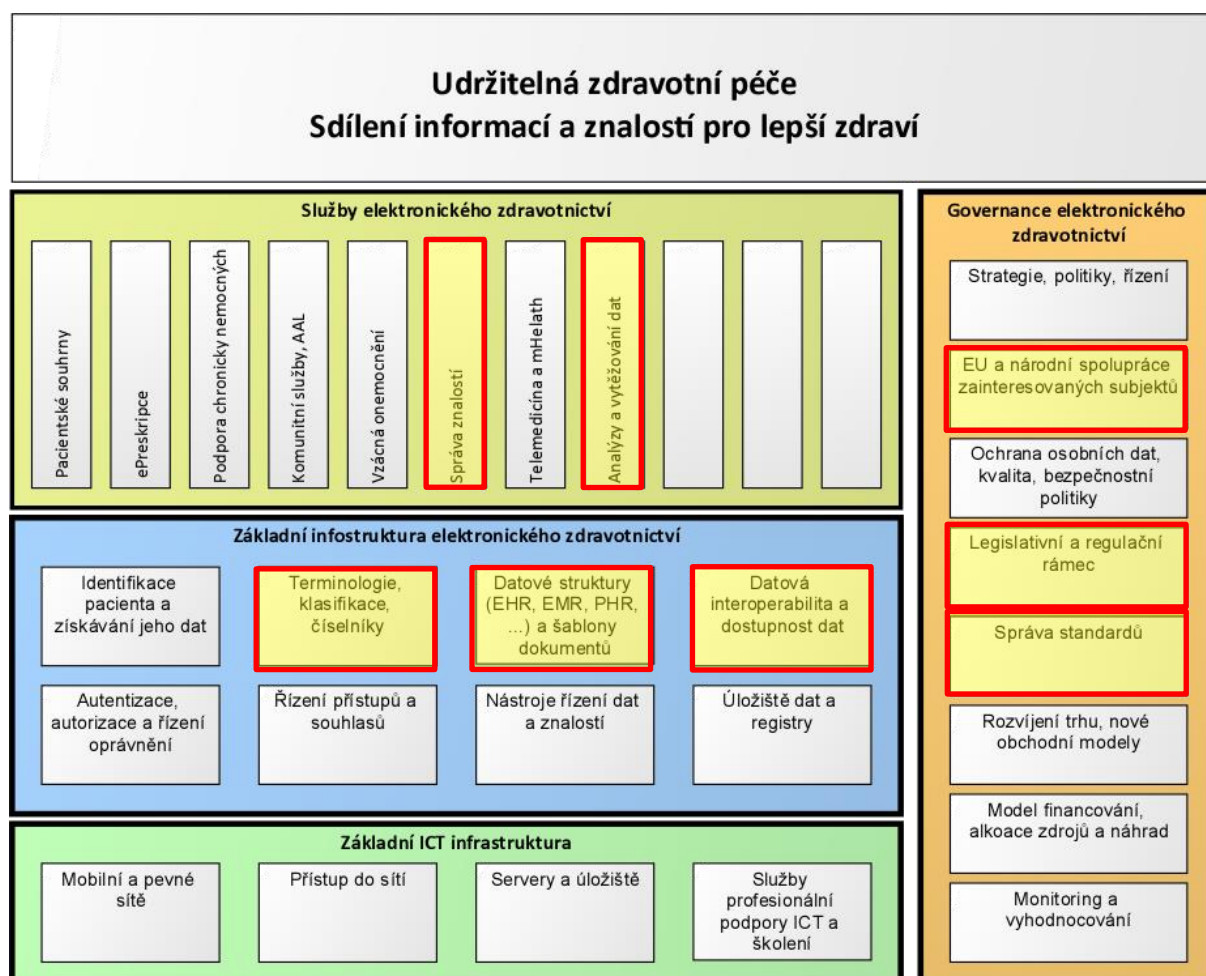 Udržitelná zdravotní péče
Sdílení informací a znalostí pro lepší zdraví
Služby elektronického zdravotnictví
Pacientské souhrny
ePreskripce
Podpora chronicky nemocných
Komunitní služby, AAL
Vzácná onemocnění
Správa znalostí
Telemedicína a mHelath
Analýzy a vytěžování dat
Základní infostruktura elektronického zdravotnictví
Identifikace
pacienta a
získávání jeho dat
Terminologie,
klasifikace,
číselníky
Datové struktury
(EHR, EMR, PHR,
...) a šablony
dokumentů
Datová
interoperabilita a
dostupnost dat
Autentizace,
autorizace a řízení
oprávnění
Řízení přístupů a
souhlasů
Nástroje řízení dat
a znalostí
Úložiště dat a
registry
Základní ICT infrastruktura
Mobilní a pevné
sítě
Přístup do sítí
Servery a úložiště
Služby
profesionální
podpory ICT a
školení
Governance elektronického
zdravotnictví
Strategie, politiky, řízení
EU a národní spolupráce
zainteresovaných subjektů
Ochrana osobních dat,
kvalita, bezpečnostní
politiky
Legislativní a regulační
rámec
Správa standardů
Rozvíjení trhu, nové
obchodní modely
Model financování,
alkoace zdrojů a náhrad
Monitoring a
vyhodnocování